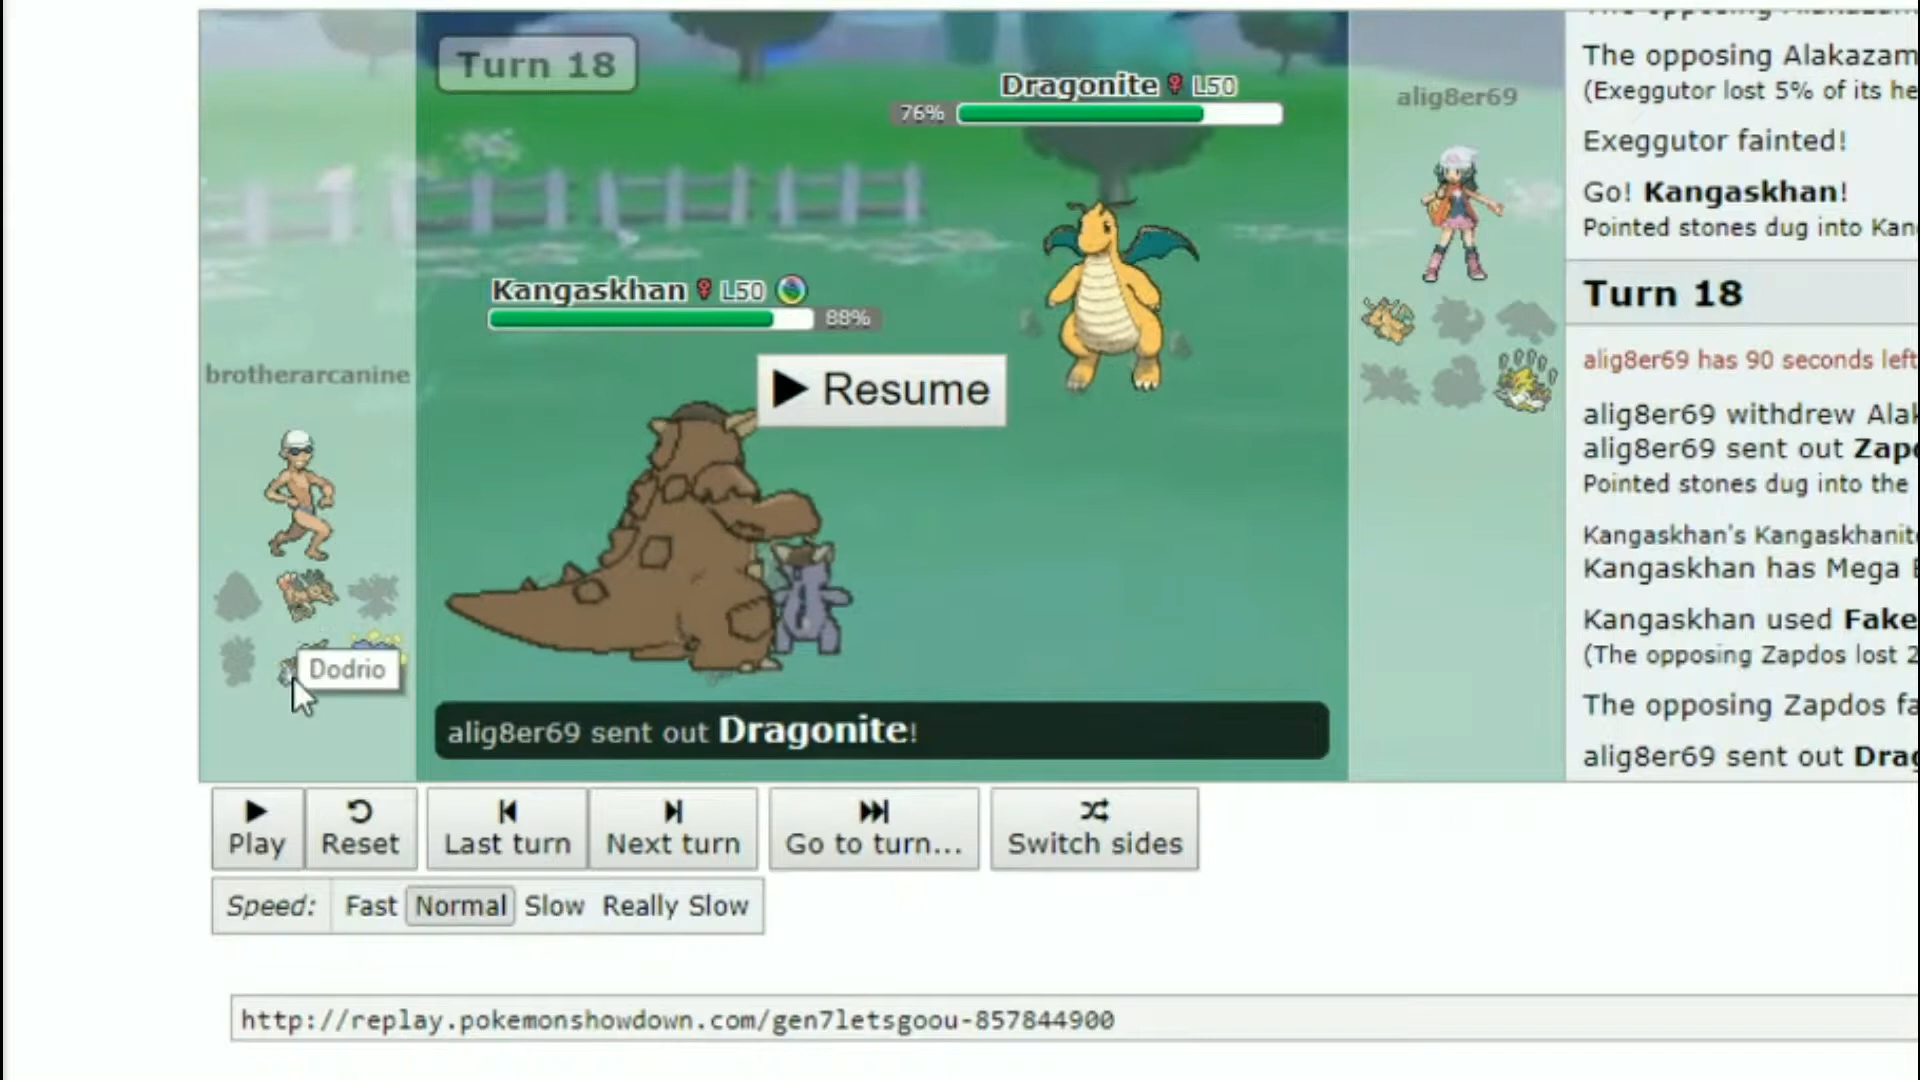 Turn 18
Dragonite L50
76%
alig8er69
Kangaskhan L50
88%
Resume
brotherarcanine
Dodrio
alig8er69 sent out Dragonite!
The opposing Alakazam
(Exeggutor lost 5% of its he
Exeggutor fainted!
Go! Kangaskhan!
Pointed stones dug into Kan
Turn 18
alig8er69 has 90 seconds left
alig8er69 withdrew Alak
alig8er69 sent out Zapd
Pointed stones dug into the
Kangaskhan's Kangaskhanite
Kangaskhan has Mega E
Kangaskhan used Fake
(The opposing Zapdos lost 2
The opposing Zapdos fa
alig8er69 sent out Drag
Play Reset Last turn Next turn Go to turn... Switch sides
Speed: Fast Normal Slow Really Slow
http://replay.pokemonshowdown.com/gen7letsgoou-857844900